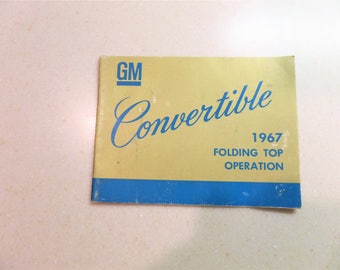 GM
Convertible
1967
FOLDING TOP
OPERATION